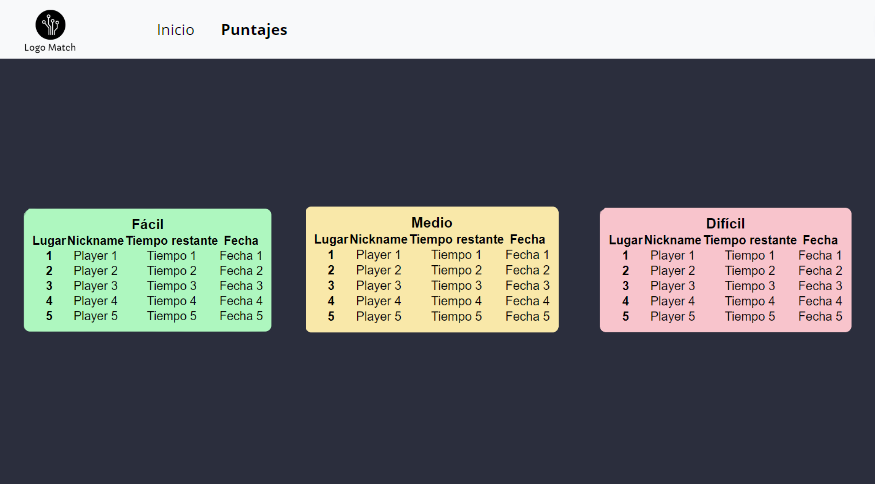 Logo Match
Inicio Puntajes
Fácil
Lugar Nickname Tiempo restante Fecha
1 Player 1 Tiempo 1 Fecha 1
2 Player 2 Tiempo 2 Fecha 2
3 Player 3 Tiempo 3 Fecha 3
4 Player 4 Tiempo 4 Fecha 4
5 Player 5 Tiempo 5 Fecha 5
Medio
Lugar Nickname Tiempo restante Fecha
1 Player 1 Tiempo 1 Fecha 1
2 Player 2 Tiempo 2 Fecha 2
3 Player 3 Tiempo 3 Fecha 3
4 Player 4 Tiempo 4 Fecha 4
5 Player 5 Tiempo 5 Fecha 5
Difícil
Lugar Nickname Tiempo restante Fecha
1 Player 1 Tiempo 1 Fecha 1
2 Player 2 Tiempo 2 Fecha 2
3 Player 3 Tiempo 3 Fecha 3
4 Player 4 Tiempo 4 Fecha 4
5 Player 5 Tiempo 5 Fecha 5